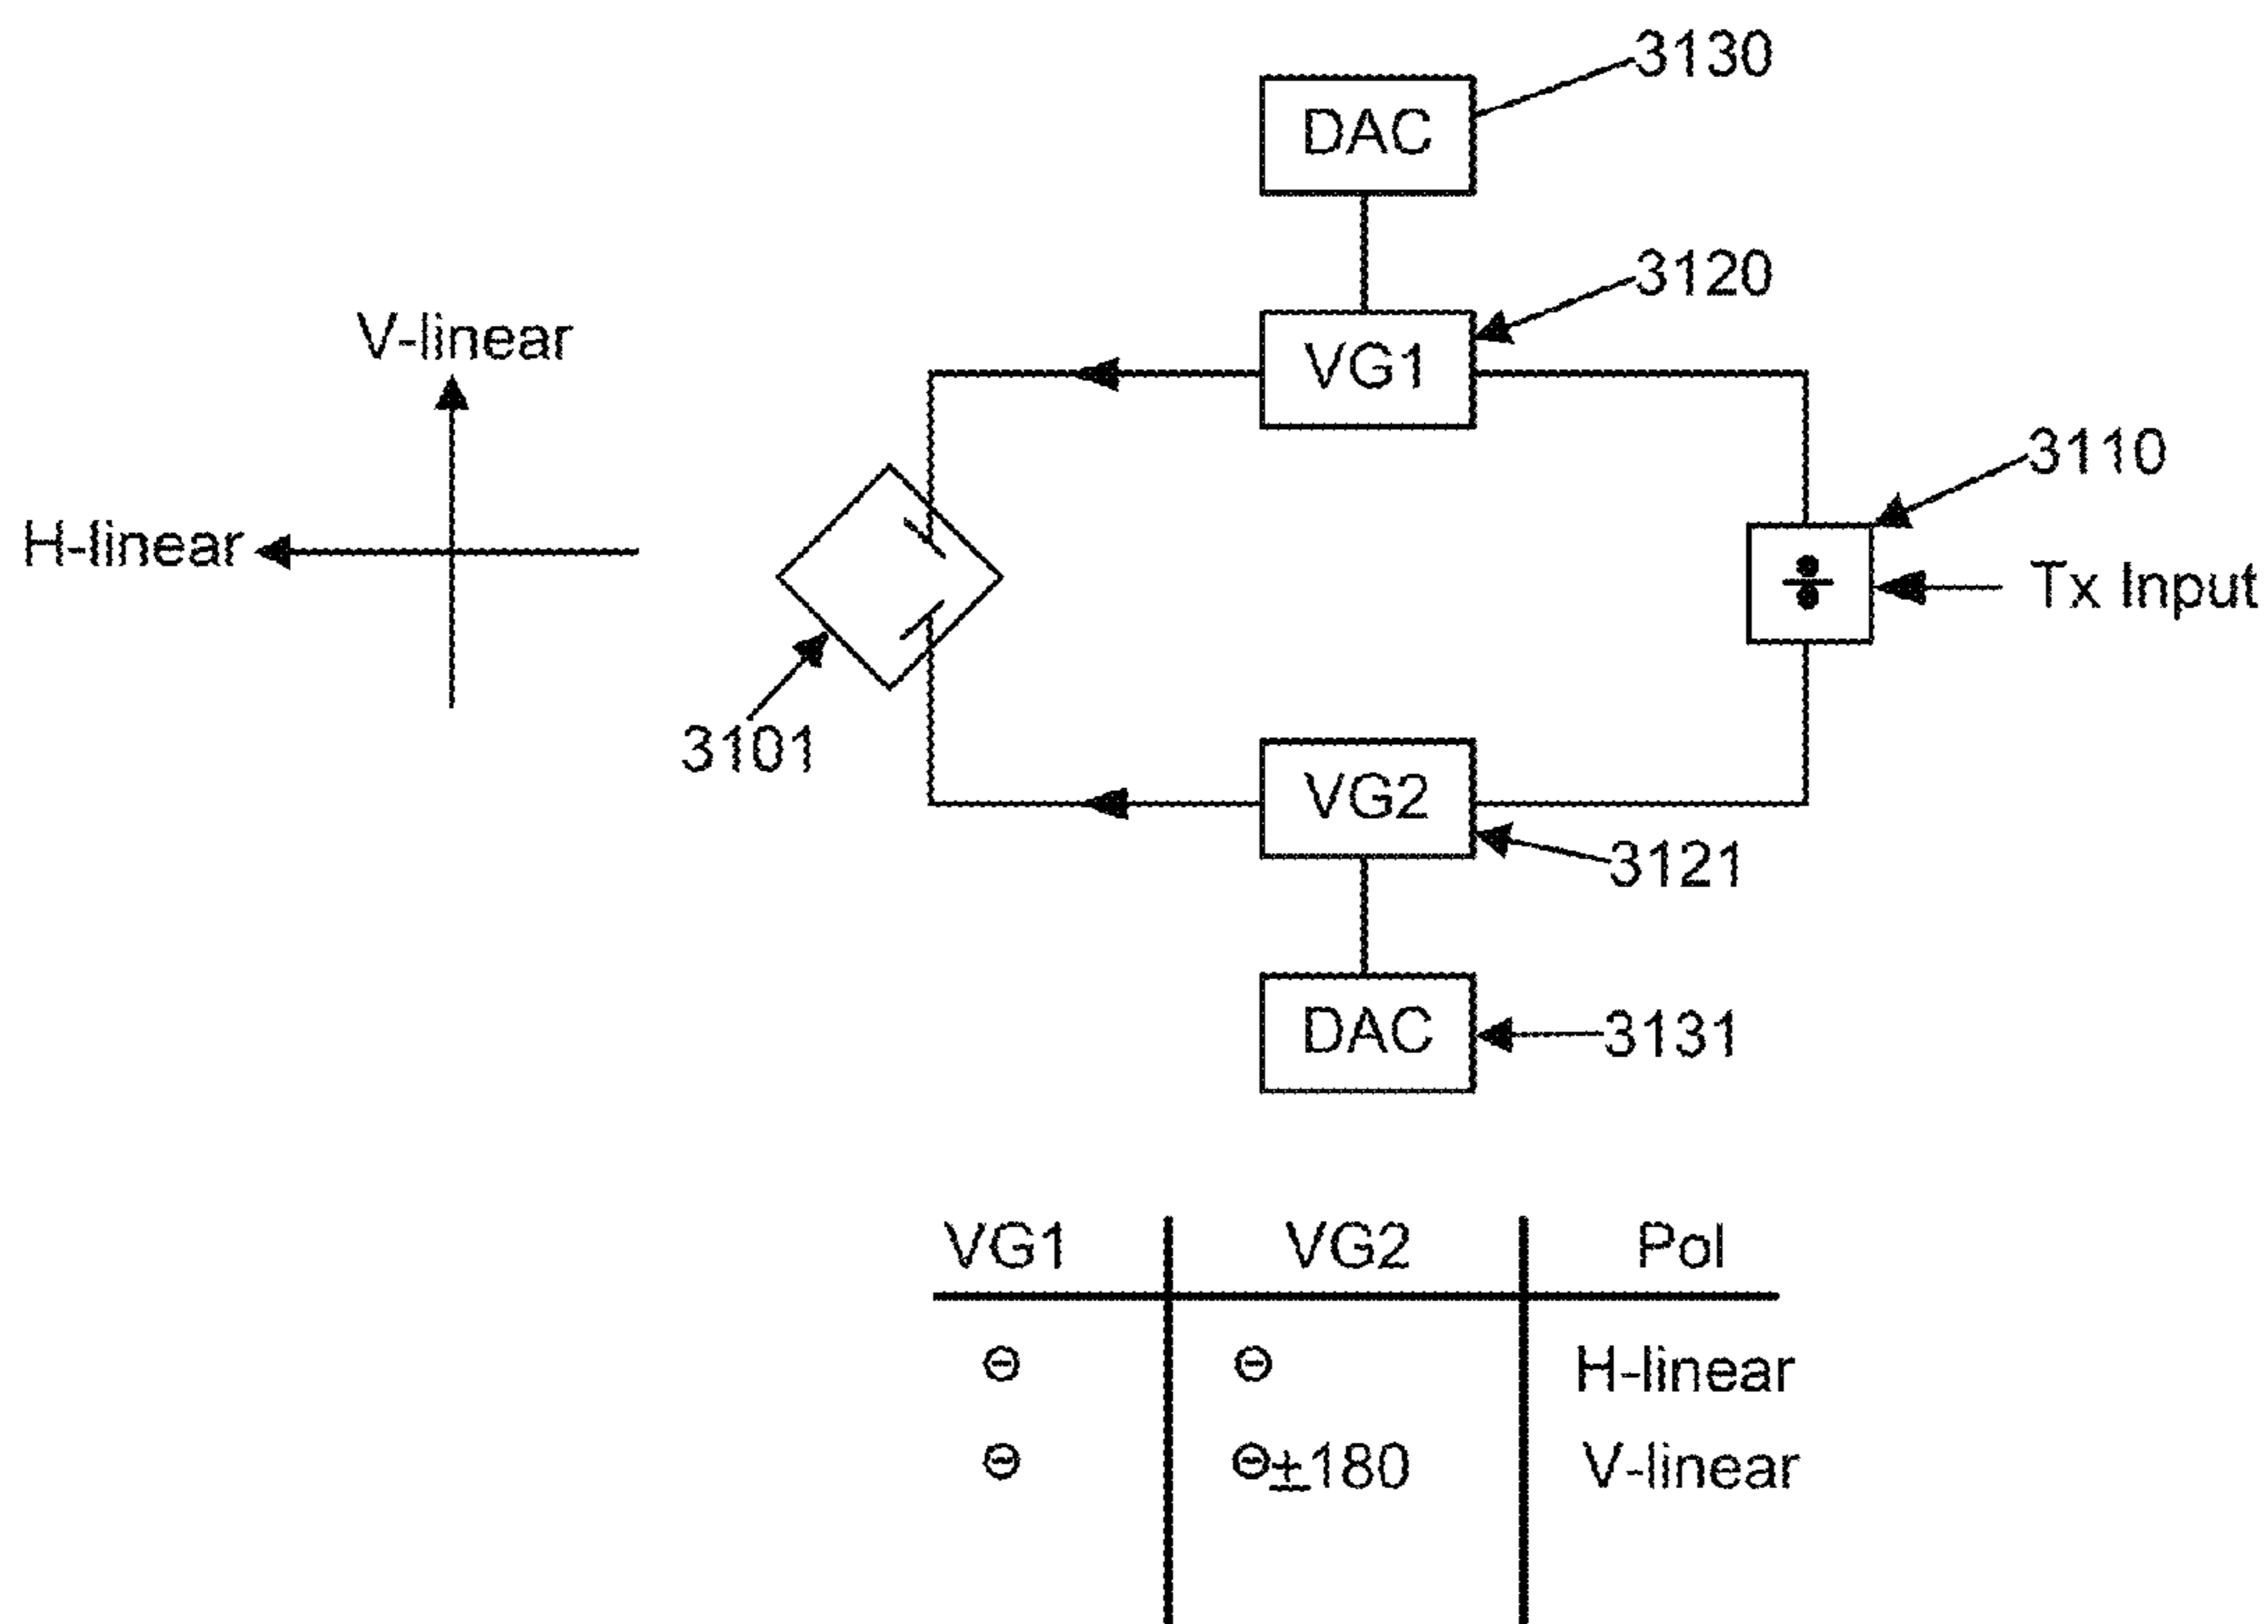 3130
DAC
3120
V-linear
VG1
3110
H-linear
÷
Tx Input
3101
VG2
3121
DAC
3131
VG1 VG2 Pol
Θ Θ H-linear
Θ Θ±180 V-linear